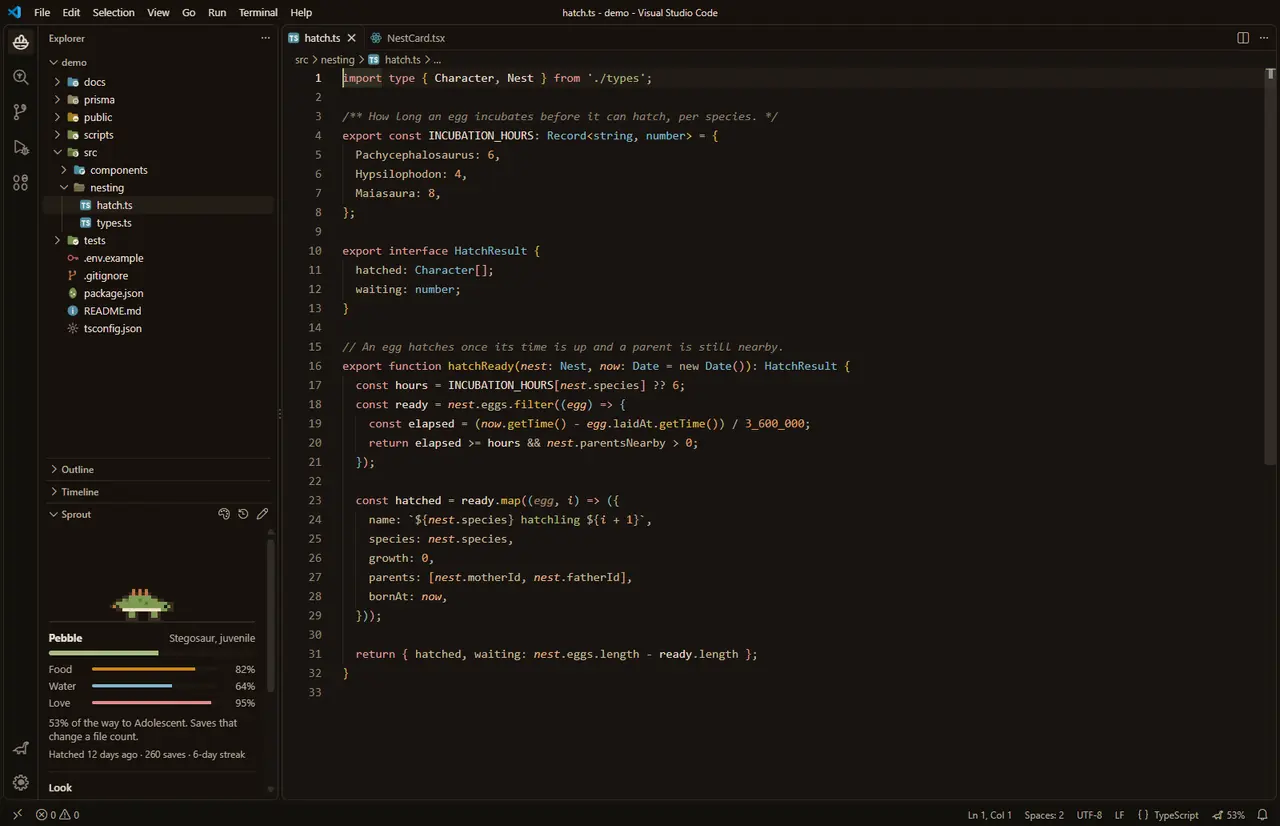 File Edit Selection View Go Run Terminal Help
hatch.ts - demo - Visual Studio Code
Explorer
demo
docs
prisma
public
scripts
src
components
nesting
TS hatch.ts
TS types.ts
tests
.env.example
.gitignore
package.json
README.md
tsconfig.json
Outline
Timeline
Sprout
Pebble Stegosaur, juvenile
Food 82%
Water 64%
Love 95%
53% of the way to Adolescent. Saves that
change a file count.
Hatched 12 days ago · 260 saves · 6-day streak
Look
TS hatch.ts NestCard.tsx
src > nesting > TS hatch.ts > ...
1 import type { Character, Nest } from './types';
2
3 /** How long an egg incubates before it can hatch, per species. */
4 export const INCUBATION_HOURS: Record<string, number> = {
5 Pachycephalosaurus: 6,
6 Hypsilophodon: 4,
7 Maiasaura: 8,
8 };
9
10 export interface HatchResult {
11 hatched: Character[];
12 waiting: number;
13 }
14
15 // An egg hatches once its time is up and a parent is still nearby.
16 export function hatchReady(nest: Nest, now: Date = new Date()): HatchResult {
17 const hours = INCUBATION_HOURS[nest.species] ?? 6;
18 const ready = nest.eggs.filter((egg) => {
19 const elapsed = (now.getTime() - egg.laidAt.getTime()) / 3_600_000;
20 return elapsed >= hours && nest.parentsNearby > 0;
21 });
22
23 const hatched = ready.map((egg, i) => ({
24 name: `${nest.species} hatchling ${i + 1}`,
25 species: nest.species,
26 growth: 0,
27 parents: [nest.motherId, nest.fatherId],
28 bornAt: now,
29 }));
30
31 return { hatched, waiting: nest.eggs.length - ready.length };
32 }
33
0 0
Ln 1, Col 1 Spaces: 2 UTF-8 LF { } TypeScript 53%